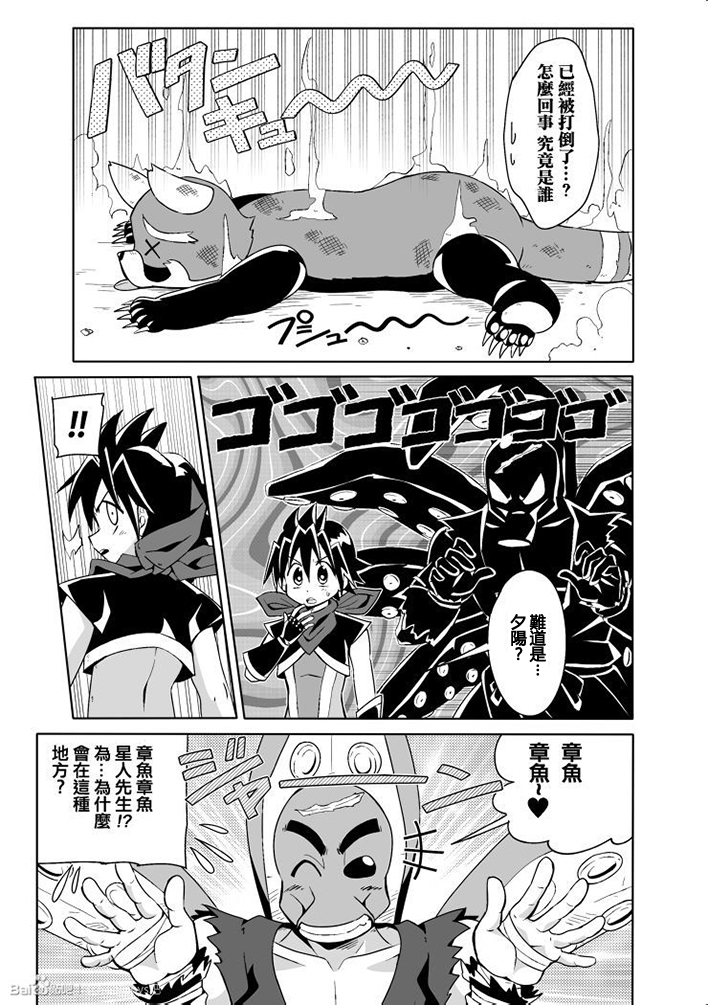 已經被打倒了…?
怎麼回事 究竟是誰
バタン
キュ~~
プシュ~~
ゴゴゴゴゴゴゴ
難道是…
夕陽?
!!
章魚
章魚~♥
ジャ
章魚章魚
星人先生!?
為…為什麼
會在這種
地方?